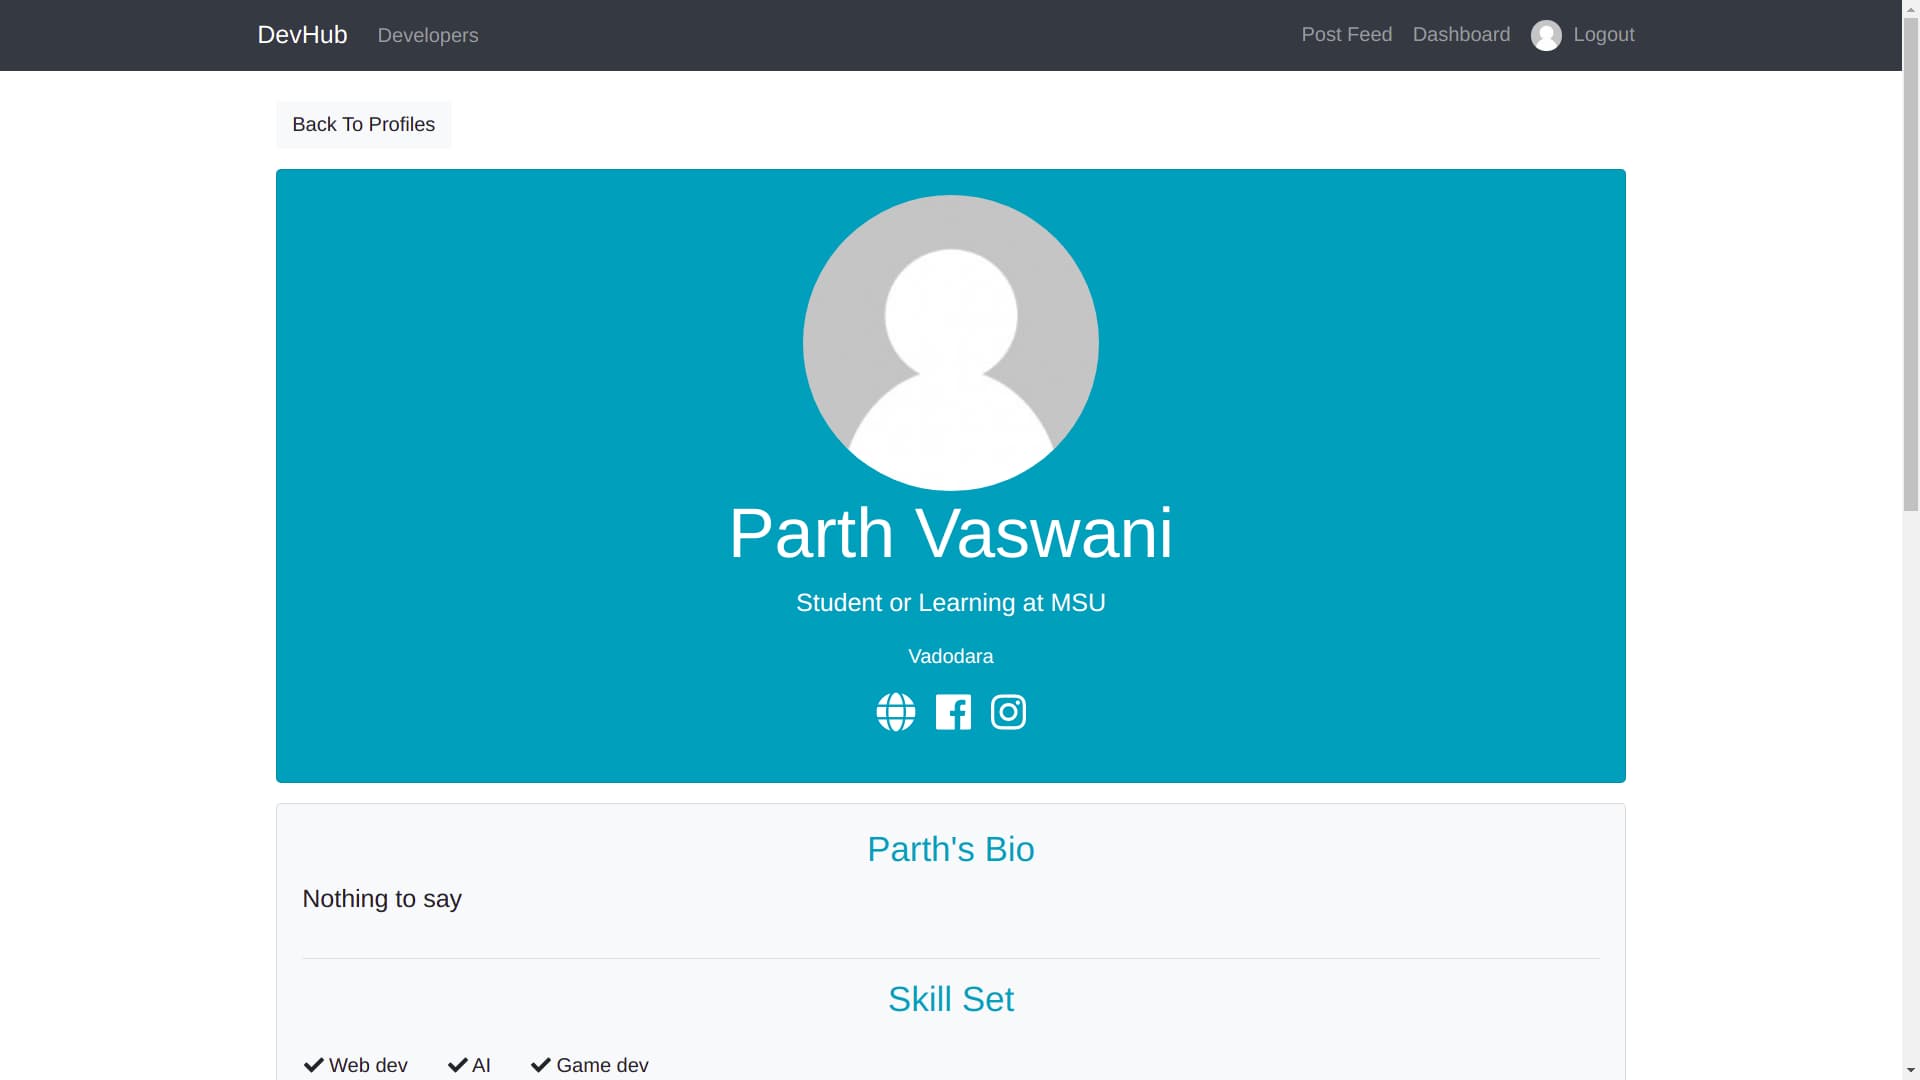 DevHub Developers Post Feed Dashboard Logout
Back To Profiles
Parth Vaswani
Student or Learning at MSU
Vadodara
Parth's Bio
Nothing to say
Skill Set
Web dev AI Game dev